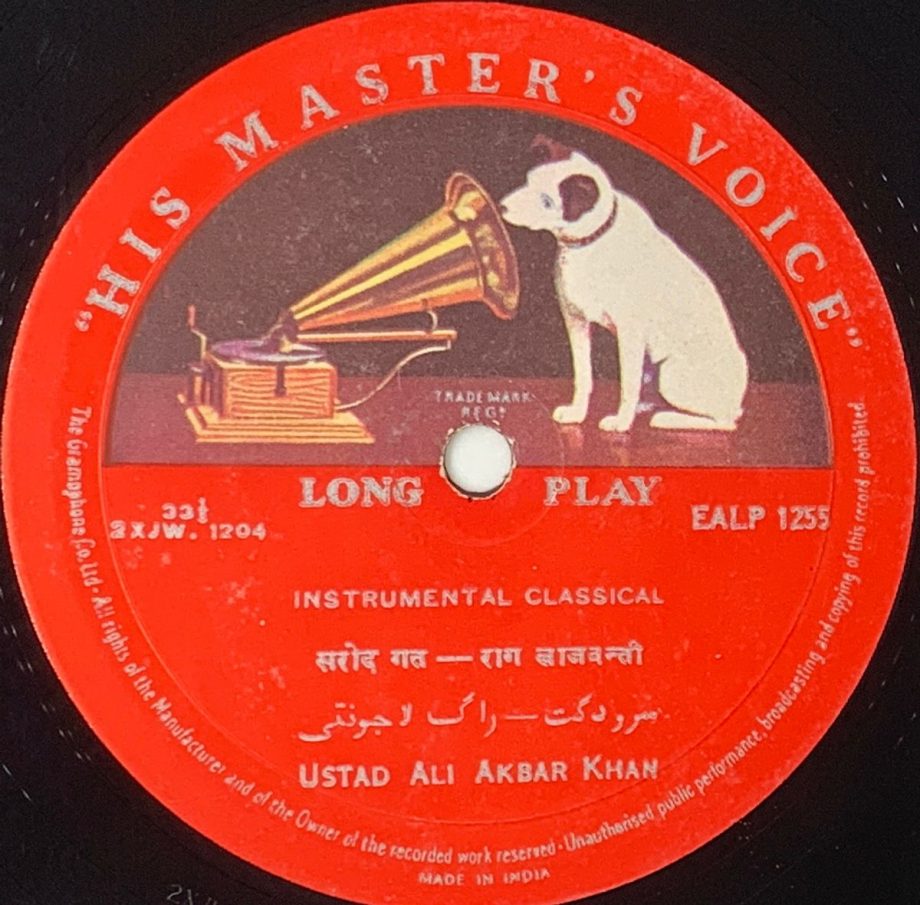 "HIS MASTER'S VOICE"
TRADE MARK
REGD
LONG PLAY
33⅓
2XJW. 1204
EALP 1255
INSTRUMENTAL CLASSICAL
सरोद गत — राग लाजवन्ती
سرود گت — راگ لاجونتی
USTAD ALI AKBAR KHAN
The Gramophone Co. Ltd · All rights of the Manufacturer and of the Owner of the recorded work reserved · Unauthorised public performance, broadcasting and copying of this record prohibited
MADE IN INDIA
2X